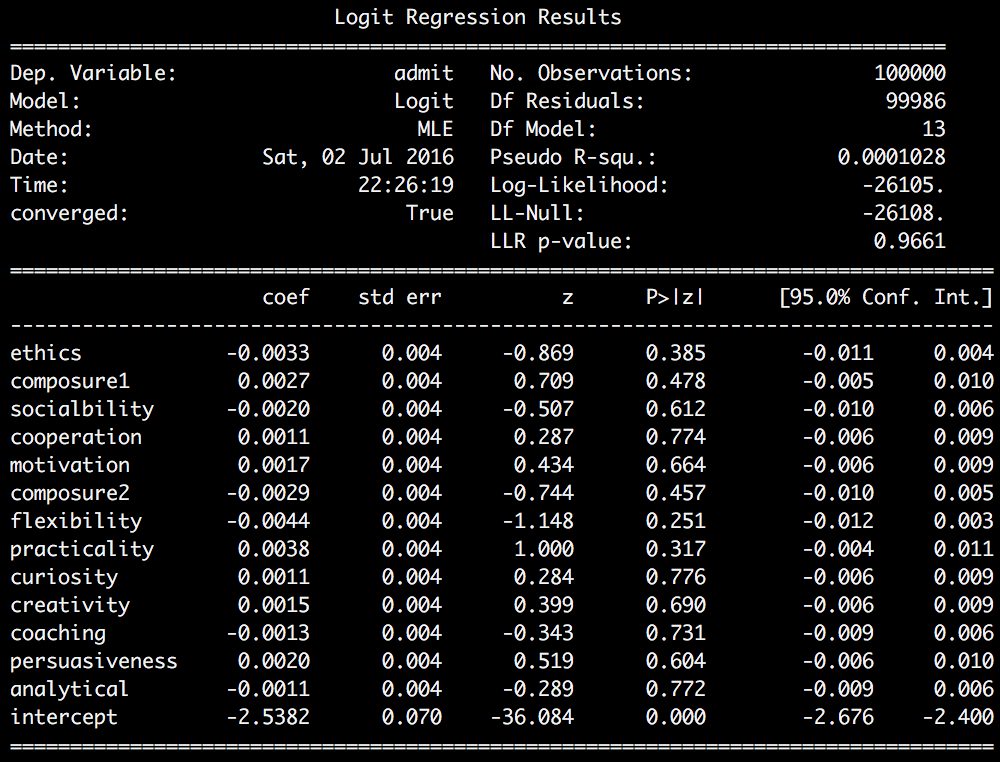 Logit Regression Results
==============================================================================
Dep. Variable: admit No. Observations: 100000
Model: Logit Df Residuals: 99986
Method: MLE Df Model: 13
Date: Sat, 02 Jul 2016 Pseudo R-squ.: 0.0001028
Time: 22:26:19 Log-Likelihood: -26105.
converged: True LL-Null: -26108.
LLR p-value: 0.9661
==================================================================================
coef std err z P>|z| [95.0% Conf. Int.]
----------------------------------------------------------------------------------
ethics -0.0033 0.004 -0.869 0.385 -0.011 0.004
composure1 0.0027 0.004 0.709 0.478 -0.005 0.010
socialbility -0.0020 0.004 -0.507 0.612 -0.010 0.006
cooperation 0.0011 0.004 0.287 0.774 -0.006 0.009
motivation 0.0017 0.004 0.434 0.664 -0.006 0.009
composure2 -0.0029 0.004 -0.744 0.457 -0.010 0.005
flexibility -0.0044 0.004 -1.148 0.251 -0.012 0.003
practicality 0.0038 0.004 1.000 0.317 -0.004 0.011
curiosity 0.0011 0.004 0.284 0.776 -0.006 0.009
creativity 0.0015 0.004 0.399 0.690 -0.006 0.009
coaching -0.0013 0.004 -0.343 0.731 -0.009 0.006
persuasiveness 0.0020 0.004 0.519 0.604 -0.006 0.010
analytical -0.0011 0.004 -0.289 0.772 -0.009 0.006
intercept -2.5382 0.070 -36.084 0.000 -2.676 -2.400
==================================================================================